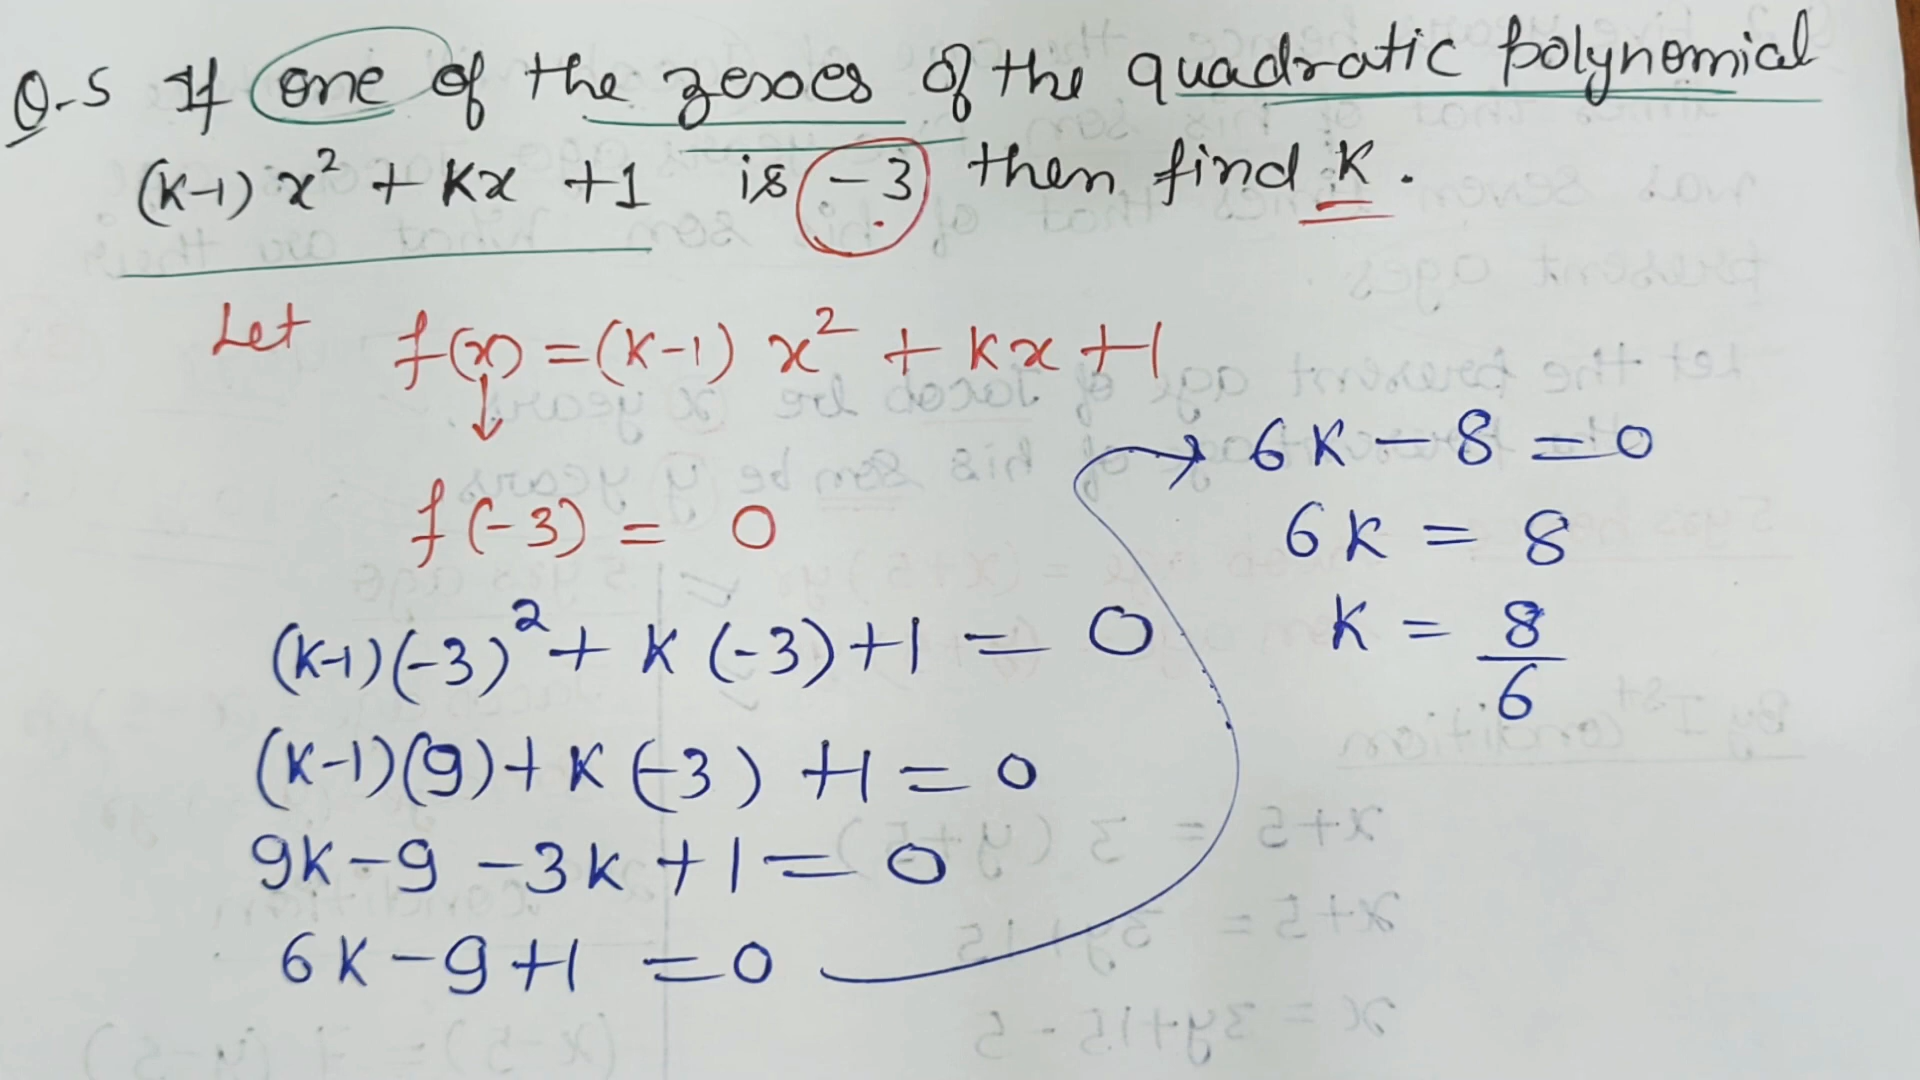 Q-5 If one of the zeroes of the quadratic polynomial
(K-1) x² + Kx +1 is -3 then find K.
Let f(x) = (K-1) x² + Kx +1
f(-3) = 0
(K-1)(-3)² + K (-3) +1 = 0
(K-1)(9) + K (-3) +1 = 0
9K - 9 - 3K + 1 = 0
6K - 9 + 1 = 0
6K - 8 = 0
6K = 8
K = 8/6